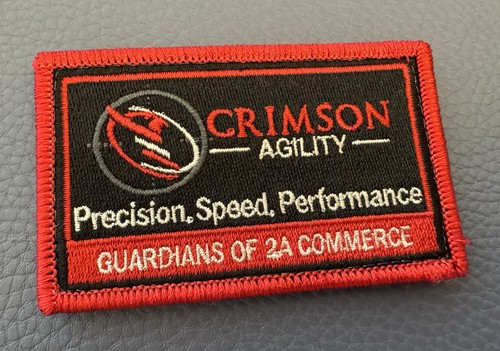 CRIMSON
AGILITY
Precision. Speed. Performance
GUARDIANS OF 2A COMMERCE